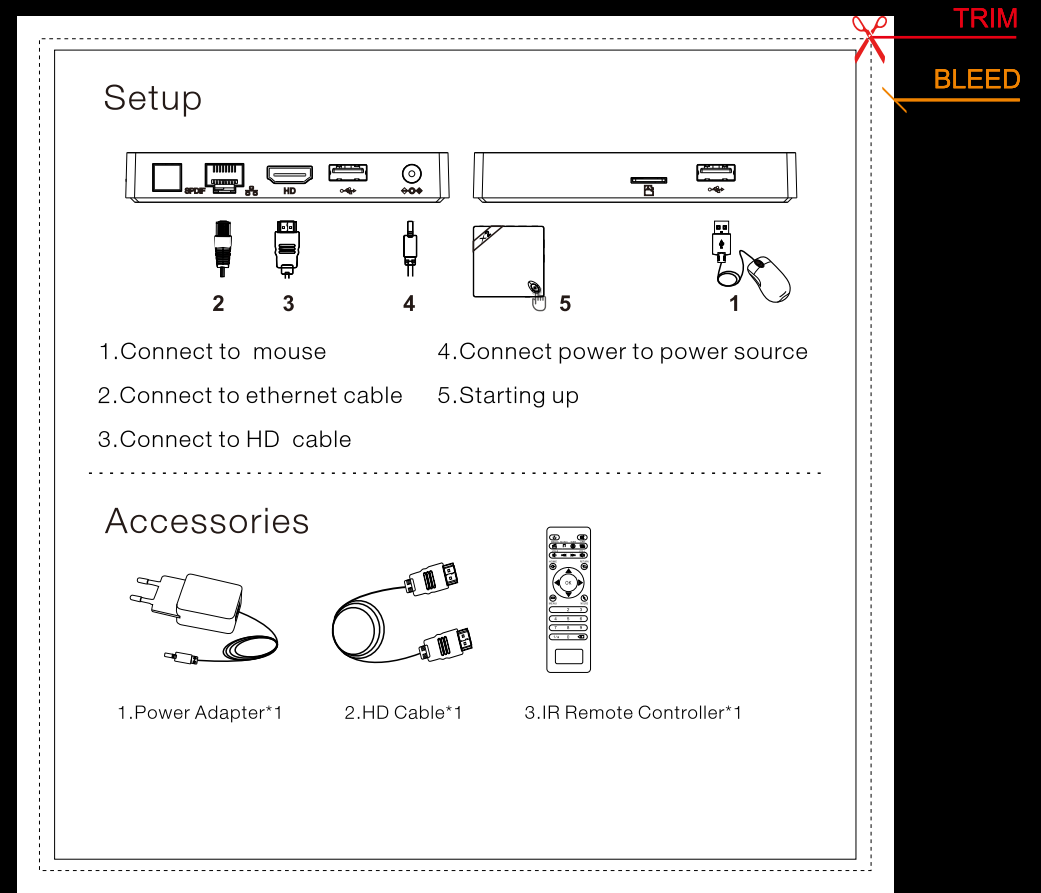 TRIM
BLEED
Setup
SPDIF
HD
2
3
4
5
1
1.Connect to mouse
4.Connect power to power source
2.Connect to ethernet cable
5.Starting up
3.Connect to HD cable
Accessories
OK
1.Power Adapter*1
2.HD Cable*1
3.IR Remote Controller*1